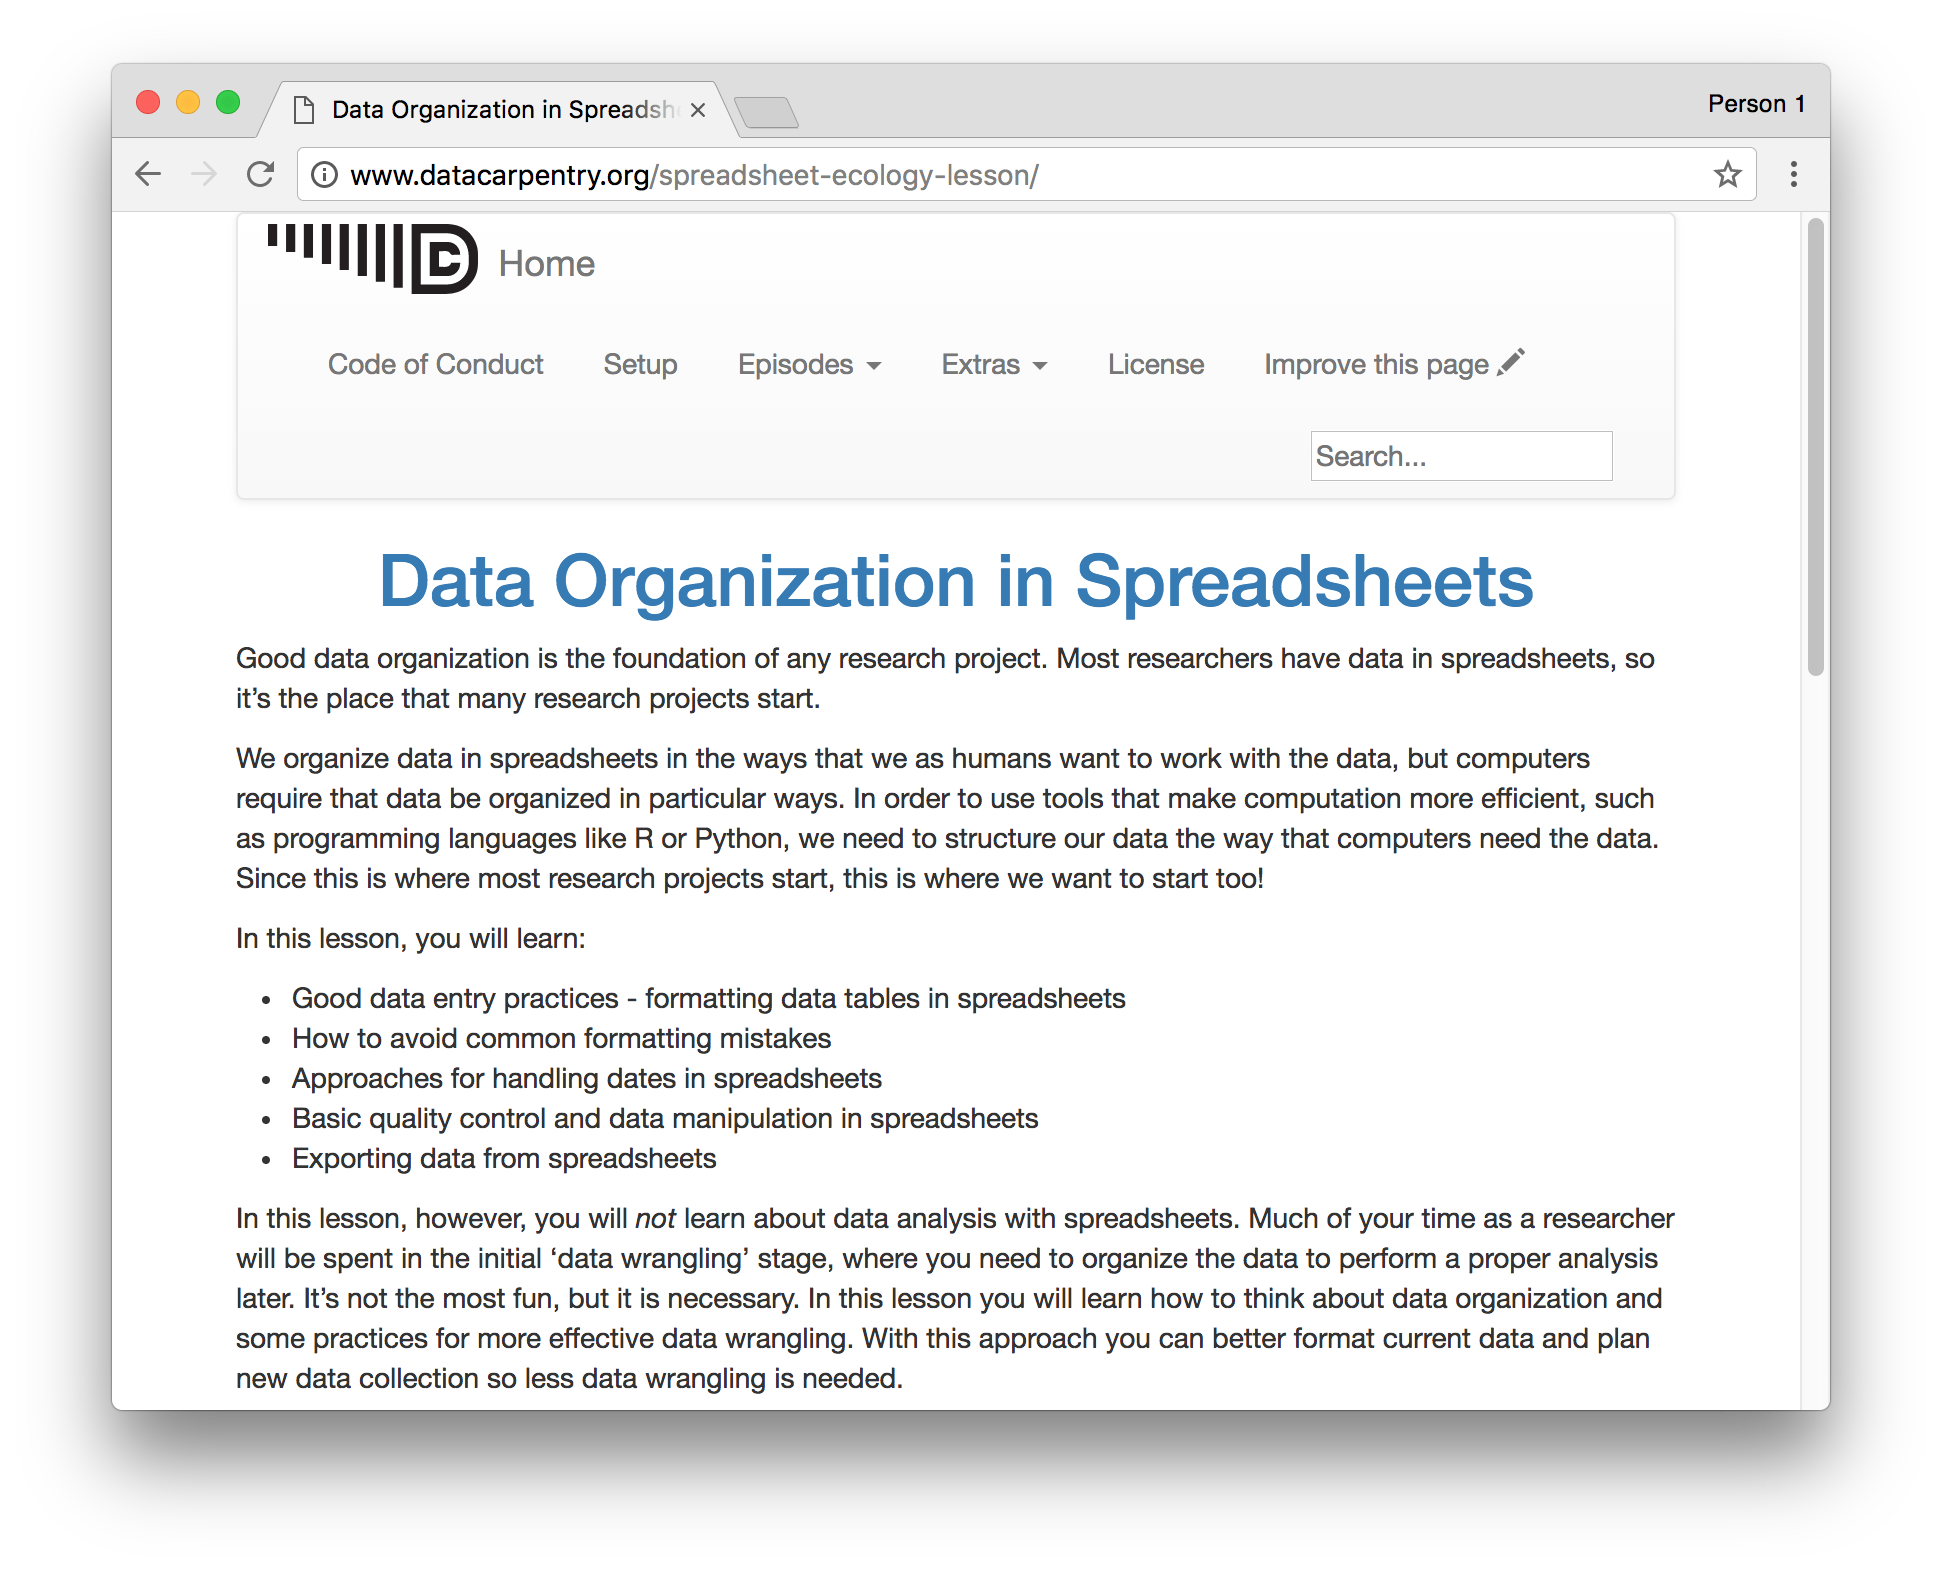 Data Organization in Spreadsh
Person 1
www.datacarpentry.org/spreadsheet-ecology-lesson/
DC Home
Code of Conduct Setup Episodes Extras License Improve this page
Search...
Data Organization in Spreadsheets
Good data organization is the foundation of any research project. Most researchers have data in spreadsheets, so
it’s the place that many research projects start.
We organize data in spreadsheets in the ways that we as humans want to work with the data, but computers
require that data be organized in particular ways. In order to use tools that make computation more efficient, such
as programming languages like R or Python, we need to structure our data the way that computers need the data.
Since this is where most research projects start, this is where we want to start too!
In this lesson, you will learn:
• Good data entry practices - formatting data tables in spreadsheets
• How to avoid common formatting mistakes
• Approaches for handling dates in spreadsheets
• Basic quality control and data manipulation in spreadsheets
• Exporting data from spreadsheets
In this lesson, however, you will not learn about data analysis with spreadsheets. Much of your time as a researcher
will be spent in the initial ‘data wrangling’ stage, where you need to organize the data to perform a proper analysis
later. It’s not the most fun, but it is necessary. In this lesson you will learn how to think about data organization and
some practices for more effective data wrangling. With this approach you can better format current data and plan
new data collection so less data wrangling is needed.